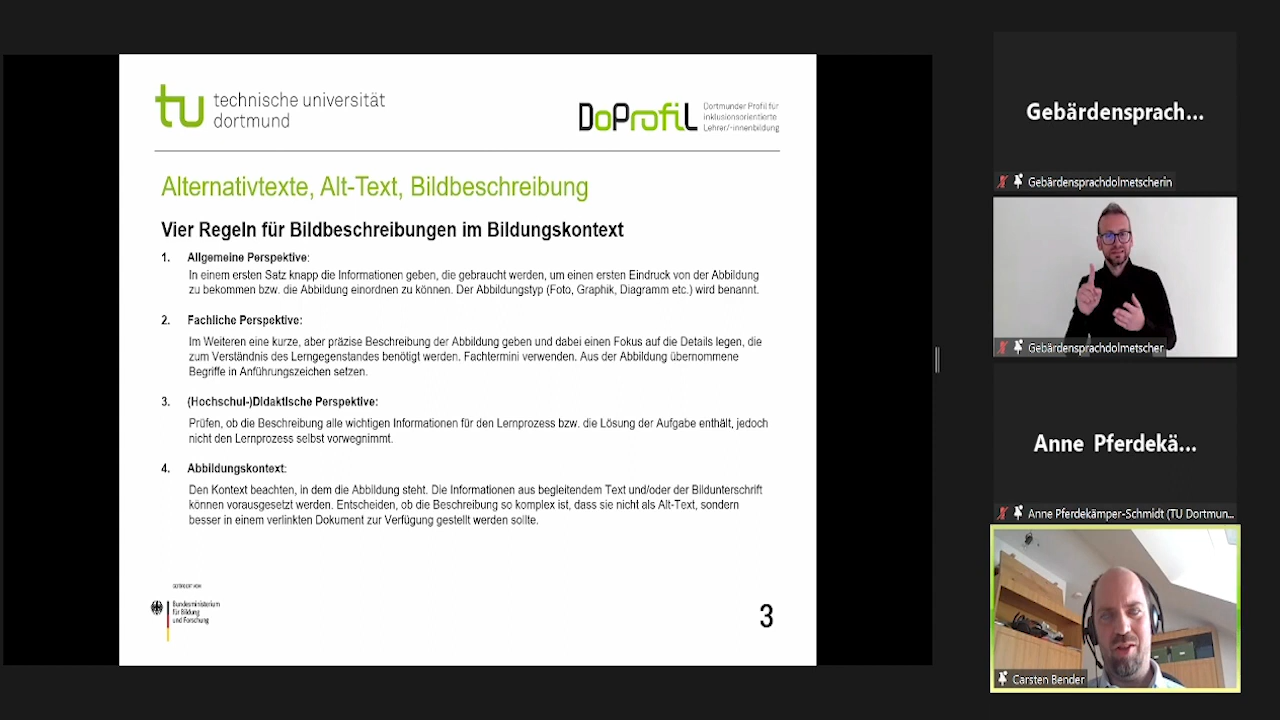 technische universität
dortmund
DoProfiL
Dortmunder Profil für
inklusionsorientierte
Lehrer/-innenbildung
Alternativtexte, Alt-Text, Bildbeschreibung
Vier Regeln für Bildbeschreibungen im Bildungskontext
1. Allgemeine Perspektive:
In einem ersten Satz knapp die Informationen geben, die gebraucht werden, um einen ersten Eindruck von der Abbildung
zu bekommen bzw. die Abbildung einordnen zu können. Der Abbildungstyp (Foto, Graphik, Diagramm etc.) wird benannt.
2. Fachliche Perspektive:
Im Weiteren eine kurze, aber präzise Beschreibung der Abbildung geben und dabei einen Fokus auf die Details legen, die
zum Verständnis des Lerngegenstandes benötigt werden. Fachtermini verwenden. Aus der Abbildung übernommene
Begriffe in Anführungszeichen setzen.
3. (Hochschul-)Didaktische Perspektive:
Prüfen, ob die Beschreibung alle wichtigen Informationen für den Lernprozess bzw. die Lösung der Aufgabe enthält, jedoch
nicht den Lernprozess selbst vorwegnimmt.
4. Abbildungskontext:
Den Kontext beachten, in dem die Abbildung steht. Die Informationen aus begleitendem Text und/oder der Bildunterschrift
können vorausgesetzt werden. Entscheiden, ob die Beschreibung so komplex ist, dass sie nicht als Alt-Text, sondern
besser in einem verlinkten Dokument zur Verfügung gestellt werden sollte.
GEFÖRDERT VOM
Bundesministerium
für Bildung
und Forschung
3
Gebärdensprach...
Gebärdensprachdolmetscherin
Gebärdensprachdolmetscher
Anne Pferdekä...
Anne Pferdekämper-Schmidt (TU Dortmun...
Carsten Bender